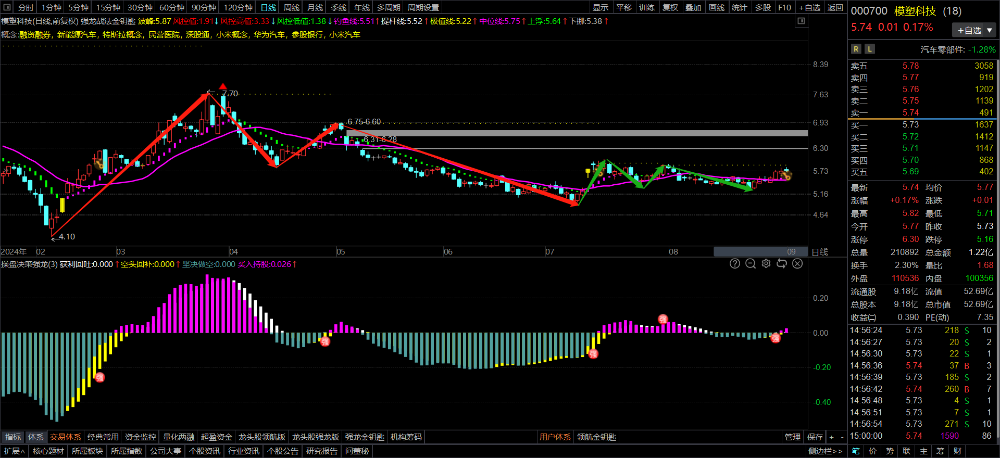 分时 1分钟 5分钟 15分钟 30分钟 60分钟 90分钟 120分钟 日线 周线 月线 季线 年线 多周期 周期设置 显示 平移 训练 复权 叠加 画线 统计 多股 F10 +自选 返回
模塑科技(日线,前复权) 强龙战法金钥匙 波峰:5.87 风控值:1.91↓ 风控高值:3.33↓ 风控低值:1.38↓ 钓鱼线:5.51↑ 提杆线:5.52↑ 极值线:5.22↑ 中位线:5.75↑ 上浮:5.64↑ 下挪:5.38↑
概念:融资融券，新能源汽车，特斯拉概念，民营医院，深股通，小米概念，华为汽车，参股银行，小米汽车
8.39
7.63
6.93
6.30
5.73
5.16
4.64
7.70
6.75-6.60
6.31-6.28
4.10
2024年 02 03 04 05 06 07 08 09 日线
操盘决策强龙(3) 获利回吐:0.000↑ 空头回补:0.000↑ 坚决做空:0.000 买入持股:0.026↑
0.20
0.00
-0.20
-0.40
强
强
强
强
强
指标 体系 交易体系 经典常用 资金监控 量化两融 超盈资金 龙头股领航版 龙头股强龙版 强龙金钥匙 机构筹码 用户体系 领航金钥匙 管理 保存 + -
扩展∧ 核心题材 所属板块 所属指数 公司大事 个股资讯 行业资讯 个股公告 研究报告 问董秘 侧边栏>>
000700 模塑科技 (18)
5.74 0.01 0.17% +自选 ▼
R L 汽车零部件: -1.28%
卖五 5.78 3058
卖四 5.77 919
卖三 5.76 1202
卖二 5.75 1139
卖一 5.74 491
买一 5.73 1637
买二 5.72 1412
买三 5.71 1147
买四 5.70 868
买五 5.69 402
最新 5.74 均价 5.77
涨幅 +0.17% 涨跌 +0.01
最高 5.82 最低 5.71
今开 5.77 昨收 5.73
涨停 6.30 跌停 5.16
总量 210892 总金额 1.22亿
换手 2.30% 量比 1.68
外盘 110536 内盘 100356
流通股 9.18亿 流值 52.69亿
总股本 9.18亿 总市值 52.69亿
收益㈡ 0.390 PE(动) 7.35
14:56:24 5.73 218 S 10
14:56:27 5.73 20 S 2
14:56:30 5.73 22 S 1
14:56:36 5.74 37 B 3
14:56:39 5.73 185 S 2
14:56:42 5.74 260 B 7
14:56:48 5.73 4 S 1
14:56:51 5.73 7 S 1
14:56:54 5.73 271 S 10
15:00:00 5.74 1590 86
笔 价 势 联 主 筹 财